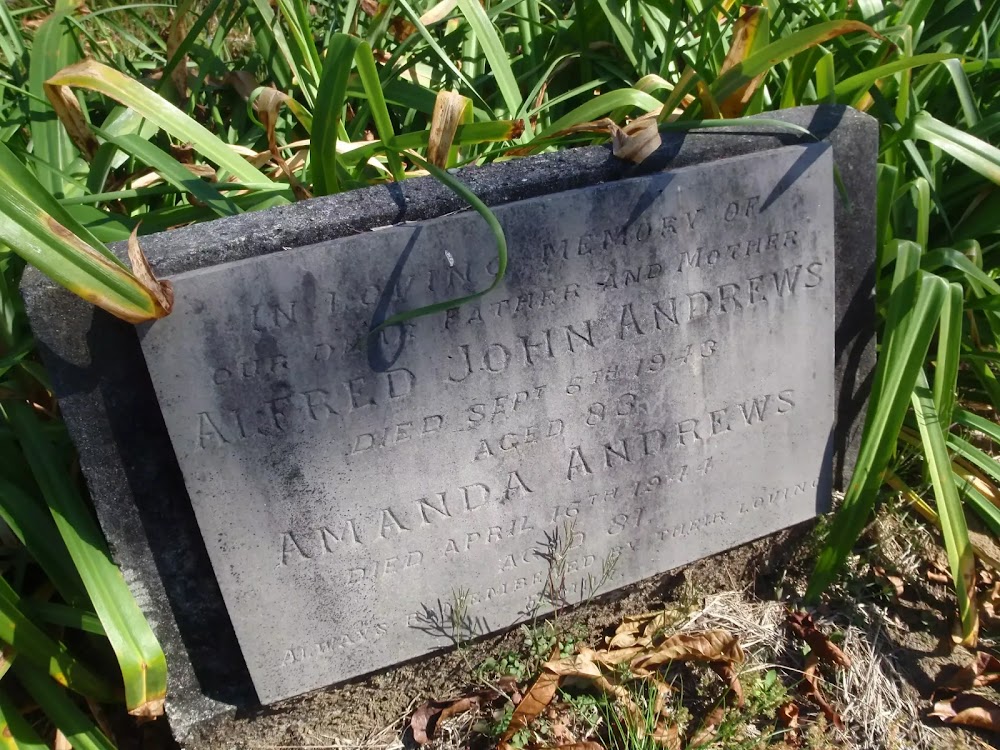 IN LOVING MEMORY OF
OUR DEAR FATHER AND MOTHER
ALFRED JOHN ANDREWS
DIED SEPT 5TH 1943
AGED 83
AMANDA ANDREWS
DIED APRIL 16TH 1944
AGED 81
ALWAYS REMEMBERED BY THEIR LOVING